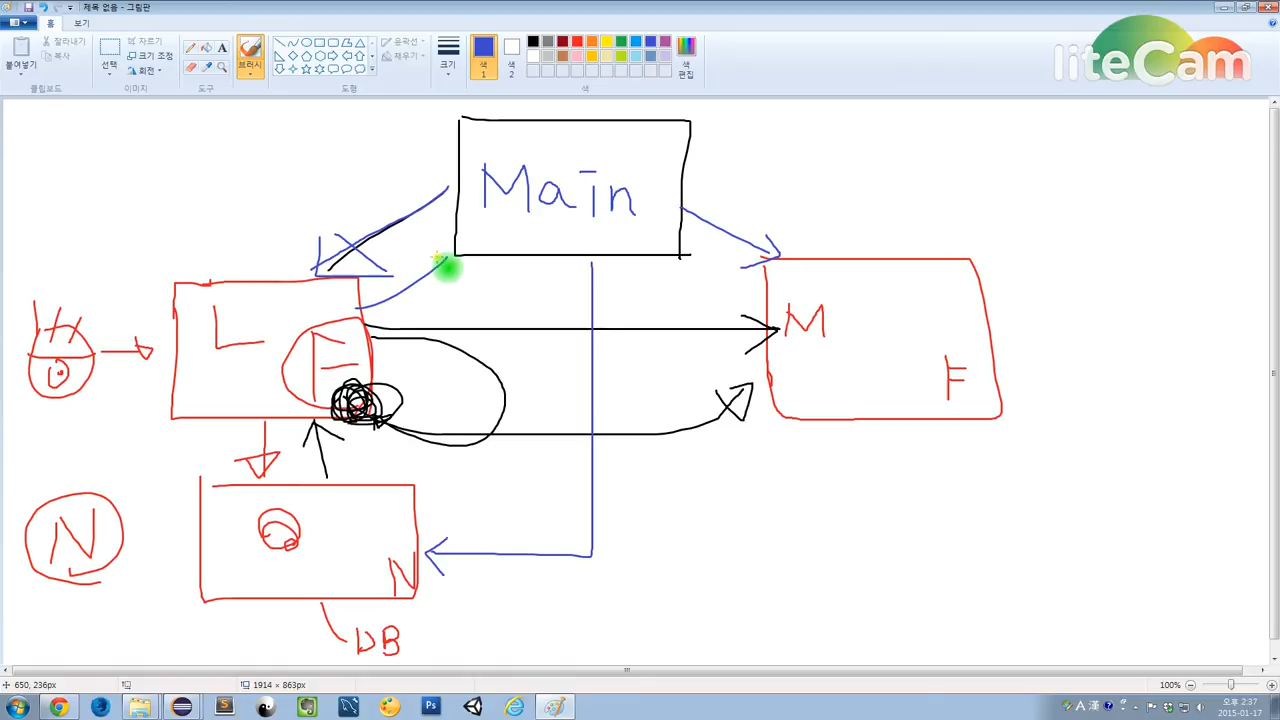 제목 없음 - 그림판
홈 보기
붙여넣기
잘라내기
복사
클립보드
선택
자르기
크기 조정
회전
이미지
A
도구
브러시
윤곽선
채우기
도형
크기
색 1
색 2
색 편집
색
liteCam
Main
L
F
M
F
N
N
DB
650, 236px
1914 × 863px
100%
A 漢
오후 2:37
2015-01-17